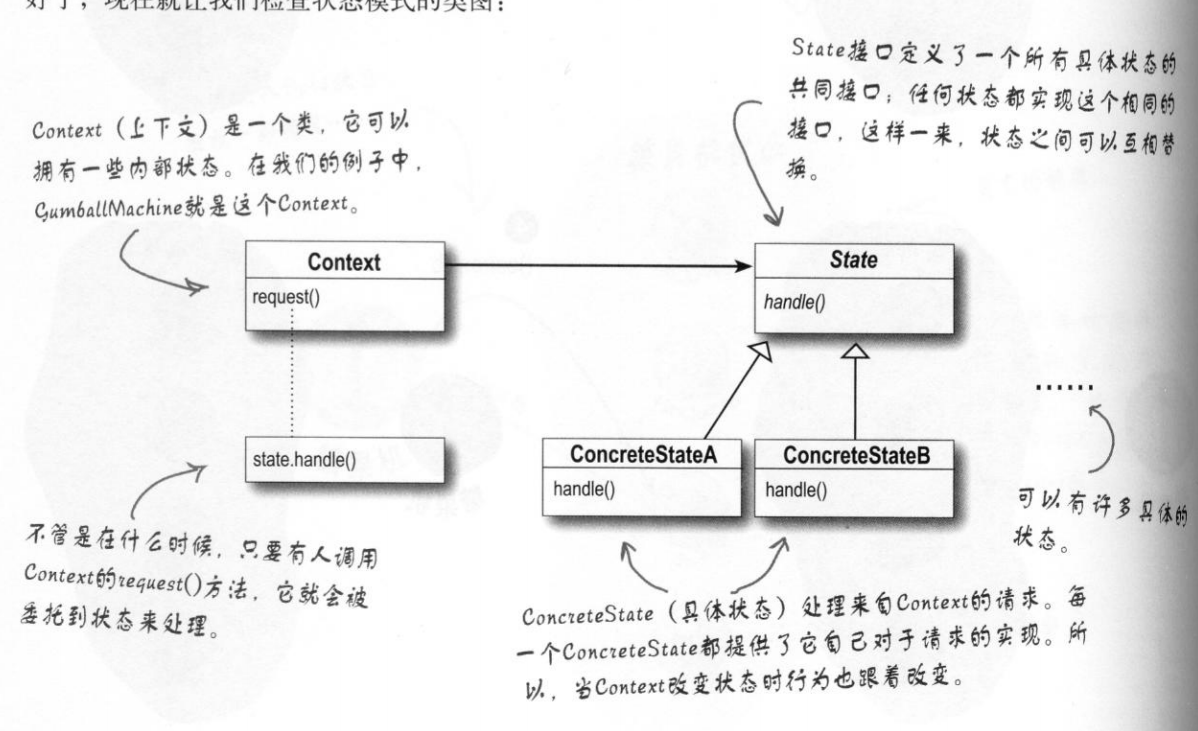 好了，现在就让我们检查状态模式的类图：
State接口定义了一个所有具体状态的
共同接口；任何状态都实现这个相同的
接口，这样一来，状态之间可以互相替
换。
Context（上下文）是一个类，它可以
拥有一些内部状态。在我们的例子中，
GumballMachine就是这个Context。
Context
request()
State
handle()
state.handle()
ConcreteStateA
handle()
ConcreteStateB
handle()
......
可以有许多具体的
状态。
不管是在什么时候，只要有人调用
Context的request()方法，它就会被
委托到状态来处理。
ConcreteState（具体状态）处理来自Context的请求。每
一个ConcreteState都提供了它自己对于请求的实现。所
以，当Context改变状态时行为也跟着改变。